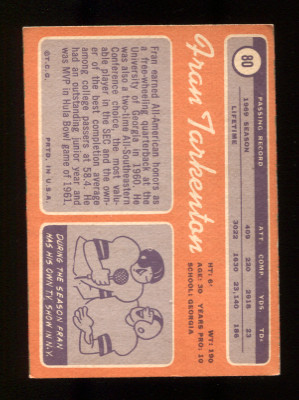 80
PASSING RECORD
ATT. COMP. YDS. TD.
1969 SEASON 409 220 2918 23
LIFETIME 3022 1630 23,140 186
Fran Tarkenton
HT: 6' WT: 190
AGE: 30 YEARS PRO: 10
SCHOOL: GEORGIA
Fran earned All-American honors as
a free-wheeling quarterback at the
University of Georgia in 1960. He
was also a two-time All-Southeastern
Conference choice, the most valu-
able player in the SEC and the own-
er of the best completion average
among college passers at 58.4. He
had an outstanding junior year and
was MVP in Hula Bowl game of 1961.
©T.C.G. PRTD. IN U.S.A.
DURING THE SEASON FRAN
HAS HIS OWN T.V. SHOW IN N.Y.